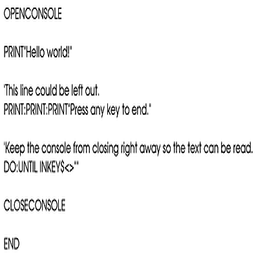 OPENCONSOLE
PRINT"Hello world!"
'This line could be left out.
PRINT:PRINT:PRINT"Press any key to end."
'Keep the console from closing right away so the text can be read.
DO:UNTIL INKEY$<>""
CLOSECONSOLE
END